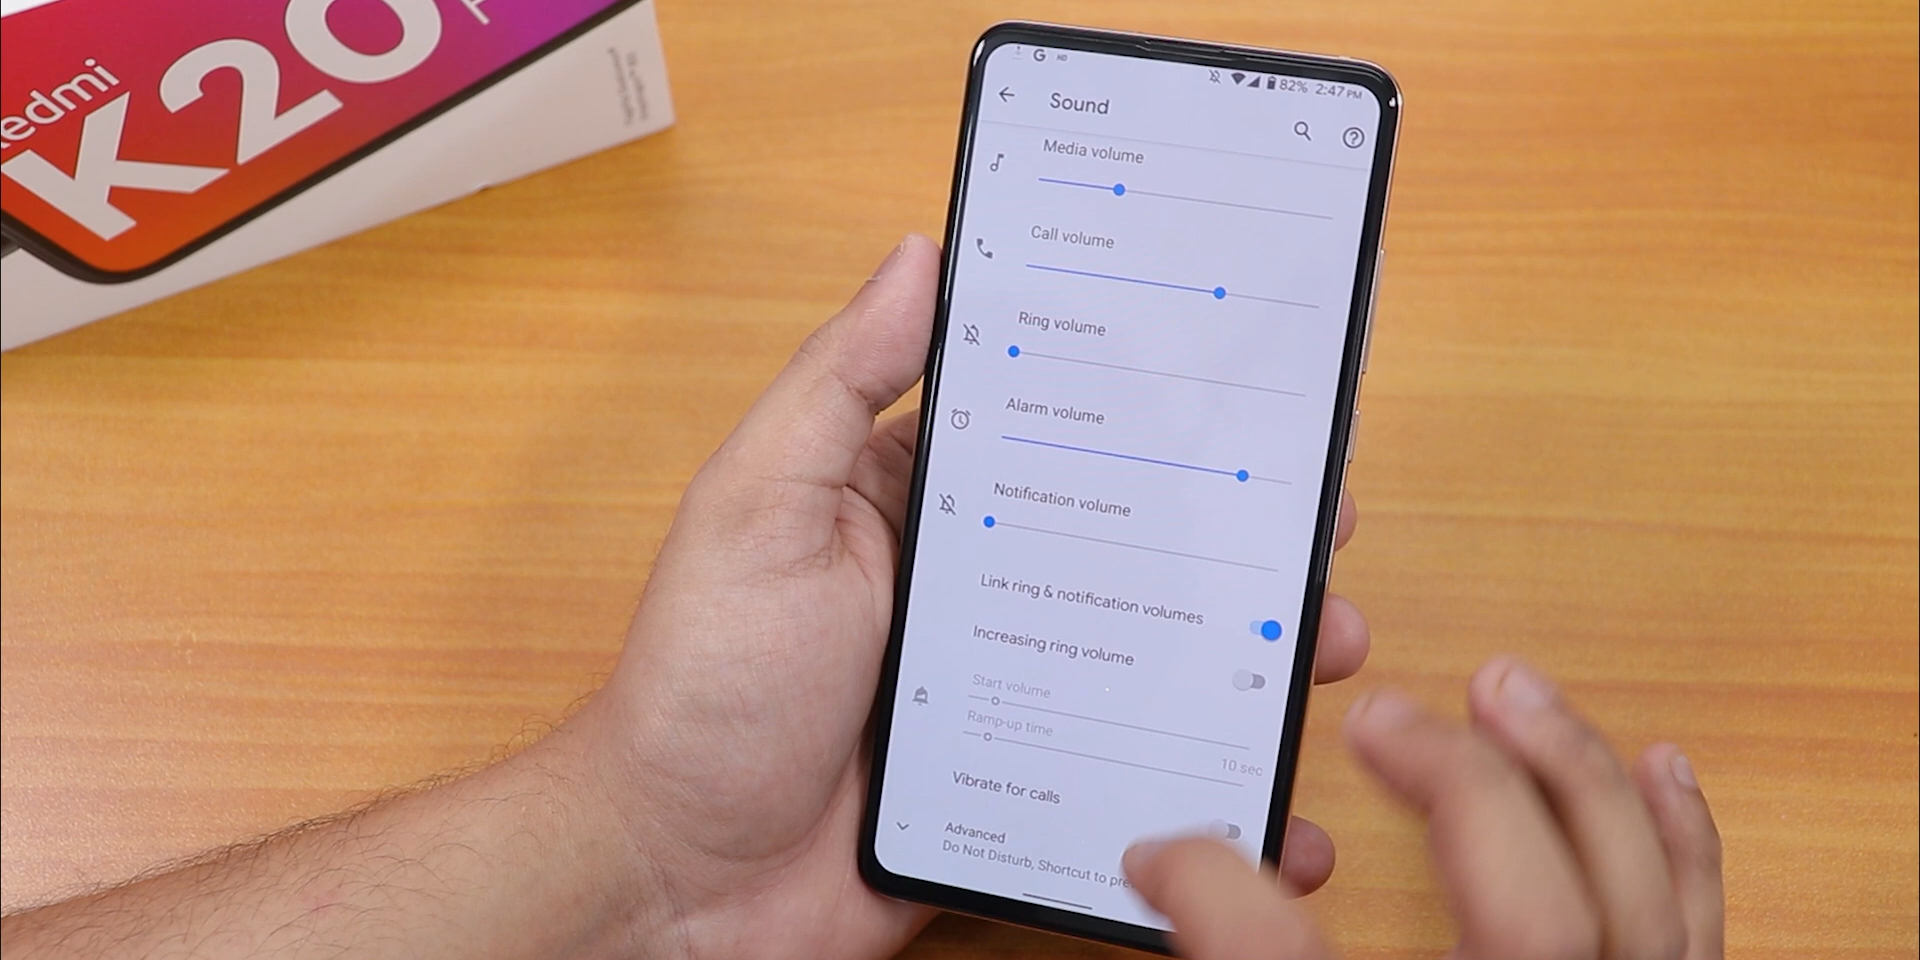 Redmi
K20 P
G HD 82% 2:47 PM
Sound
Media volume
Call volume
Ring volume
Alarm volume
Notification volume
Link ring & notification volumes
Increasing ring volume
Start volume
Ramp-up time
10 sec
Vibrate for calls
Advanced
Do Not Disturb, Shortcut to pre